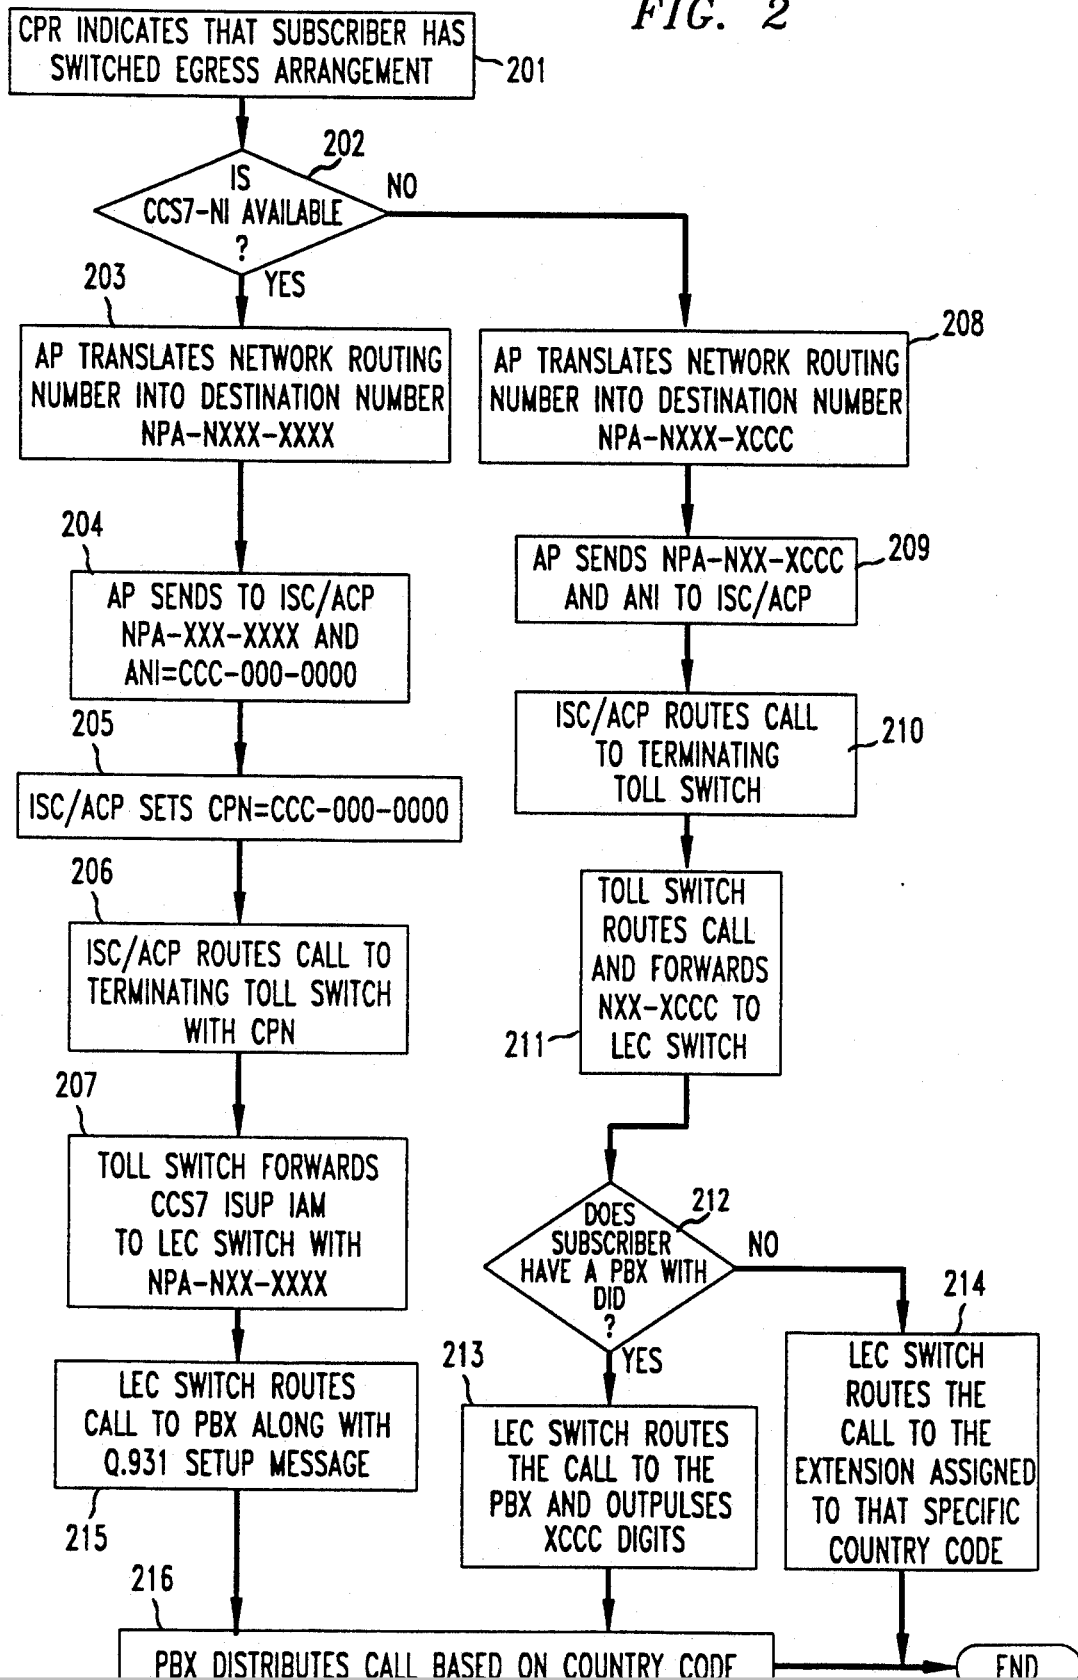 FIG. 2
CPR INDICATES THAT SUBSCRIBER HAS
SWITCHED EGRESS ARRANGEMENT
201
202
IS
CCS7-NI AVAILABLE
?
NO
YES
203
AP TRANSLATES NETWORK ROUTING
NUMBER INTO DESTINATION NUMBER
NPA-NXXX-XXXX
204
AP SENDS TO ISC/ACP
NPA-XXX-XXXX AND
ANI=CCC-000-0000
205
ISC/ACP SETS CPN=CCC-000-0000
206
ISC/ACP ROUTES CALL TO
TERMINATING TOLL SWITCH
WITH CPN
207
TOLL SWITCH FORWARDS
CCS7 ISUP IAM
TO LEC SWITCH WITH
NPA-NXX-XXXX
LEC SWITCH ROUTES
CALL TO PBX ALONG WITH
Q.931 SETUP MESSAGE
215
208
AP TRANSLATES NETWORK ROUTING
NUMBER INTO DESTINATION NUMBER
NPA-NXXX-XCCC
AP SENDS NPA-NXX-XCCC
AND ANI TO ISC/ACP
209
ISC/ACP ROUTES CALL
TO TERMINATING
TOLL SWITCH
210
TOLL SWITCH
ROUTES CALL
AND FORWARDS
NXX-XCCC TO
LEC SWITCH
211
212
DOES
SUBSCRIBER
HAVE A PBX WITH
DID
?
NO
YES
213
LEC SWITCH ROUTES
THE CALL TO THE
PBX AND OUTPULSES
XCCC DIGITS
214
LEC SWITCH
ROUTES THE
CALL TO THE
EXTENSION ASSIGNED
TO THAT SPECIFIC
COUNTRY CODE
216
PBX DISTRIBUTES CALL BASED ON COUNTRY CODE
END